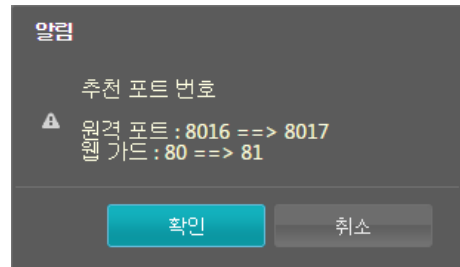 알림
추천 포트 번호
원격 포트 : 8016 ==> 8017
웹 가드 : 80 ==> 81
확인
취소